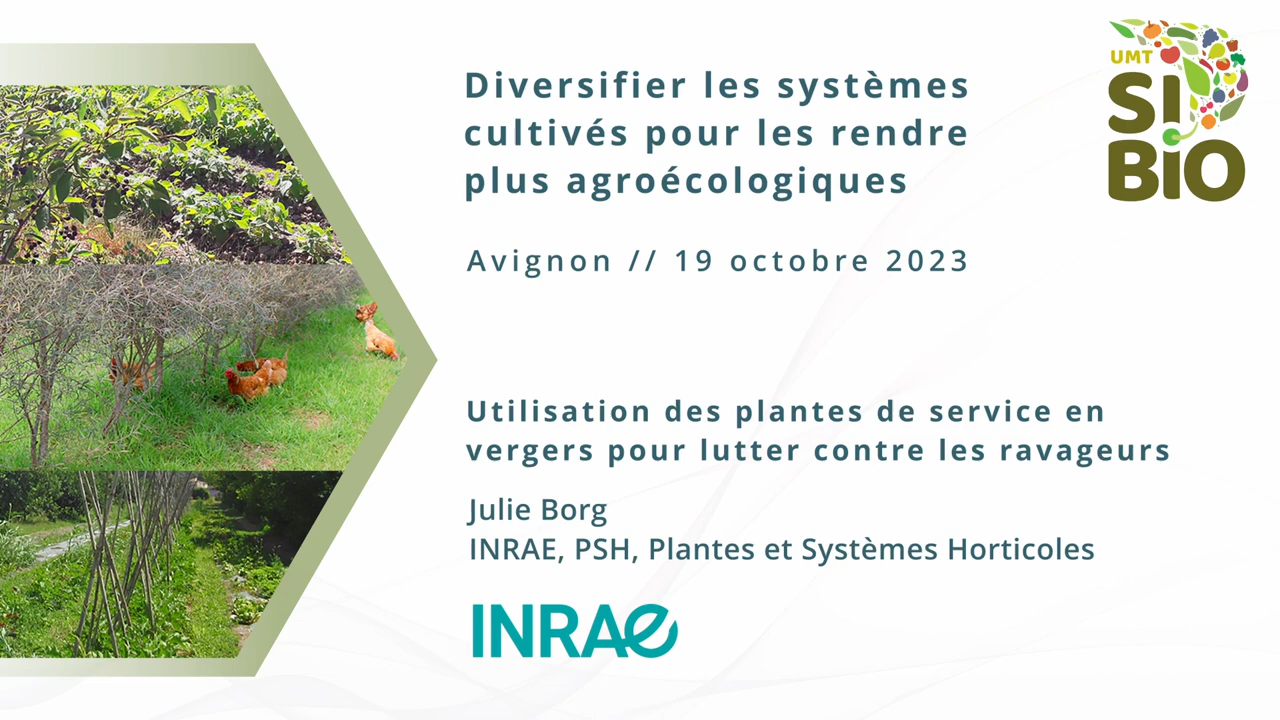 Diversifier les systèmes
cultivés pour les rendre
plus agroécologiques
UMT
SI
BIO
Avignon // 19 octobre 2023
Utilisation des plantes de service en
vergers pour lutter contre les ravageurs
Julie Borg
INRAE, PSH, Plantes et Systèmes Horticoles
INRAE